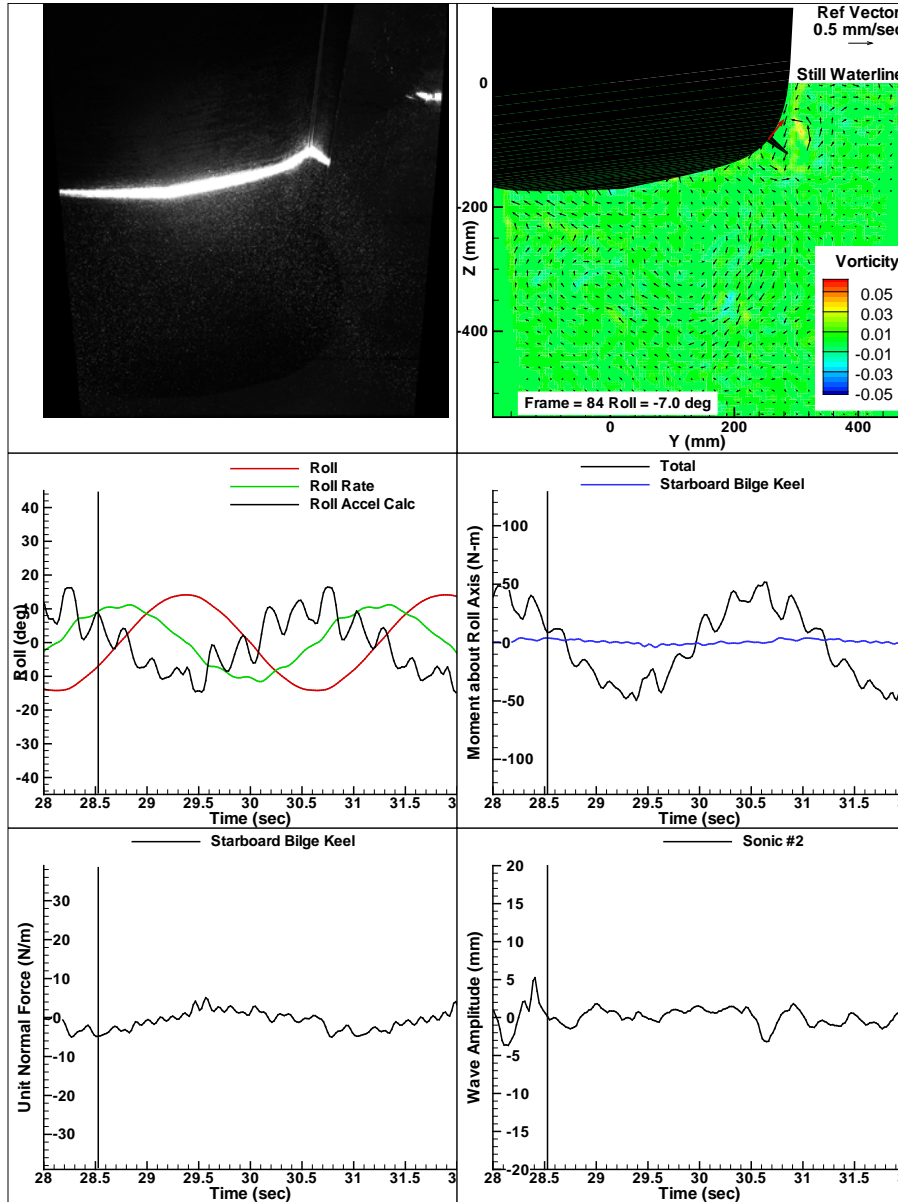 Ref Vector
0.5 mm/sec
Still Waterline
0
-200
-400
Z (mm)
Vorticity
0.05
0.03
0.01
-0.01
-0.03
-0.05
Frame = 84 Roll = -7.0 deg
0 200 400
Y (mm)
Roll
Roll Rate
Roll Accel Calc
40
30
20
10
0
-10
-20
-30
-40
Roll (deg)
28 28.5 29 29.5 30 30.5 31 31.5
Time (sec)
Total
Starboard Bilge Keel
100
50
0
-50
-100
Moment about Roll Axis (N-m)
28 28.5 29 29.5 30 30.5 31 31.5
Time (sec)
Starboard Bilge Keel
30
20
10
0
-10
-20
-30
Unit Normal Force (N/m)
28 28.5 29 29.5 30 30.5 31 31.5
Time (sec)
Sonic #2
20
15
10
5
0
-5
-10
-15
-20
Wave Amplitude (mm)
28 28.5 29 29.5 30 30.5 31 31.5
Time (sec)